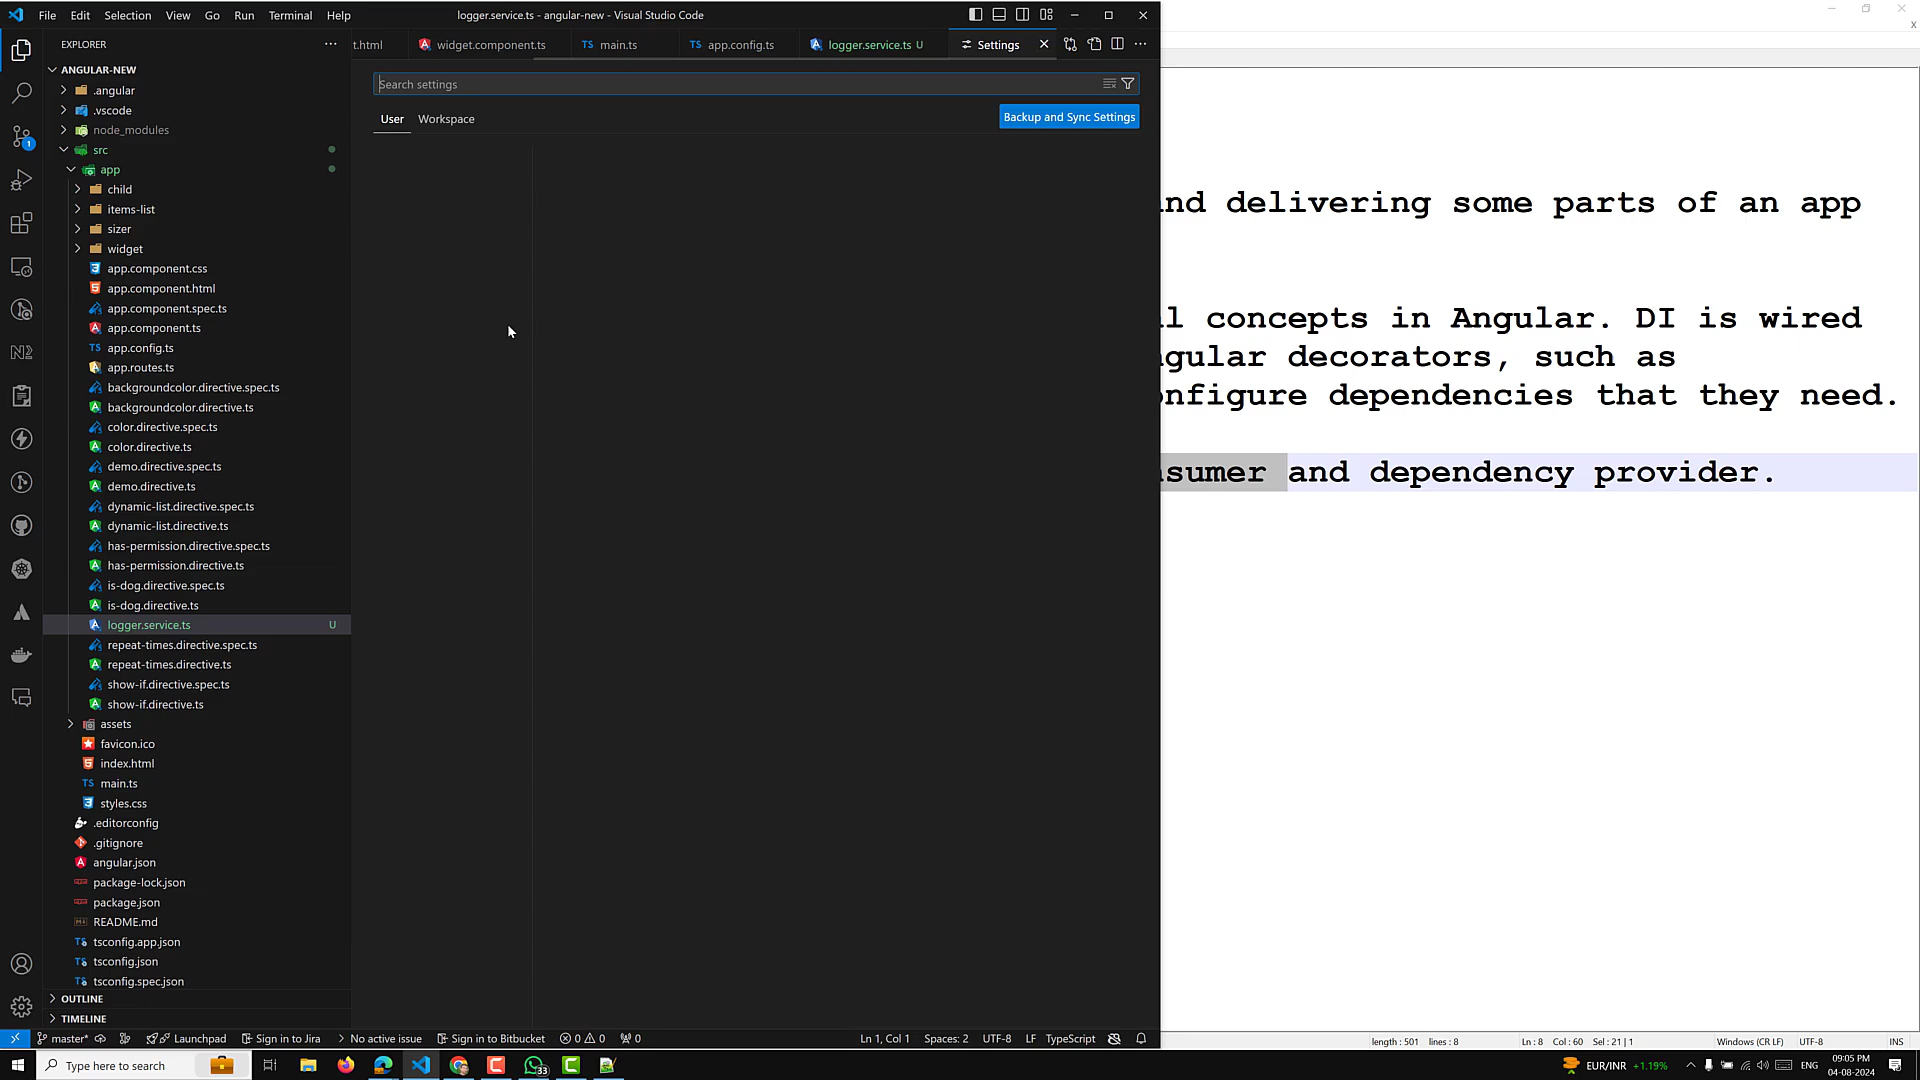 File Edit Selection View Go Run Terminal Help
logger.service.ts - angular-new - Visual Studio Code
EXPLORER
t.html
widget.component.ts
TS main.ts
TS app.config.ts
logger.service.ts U
Settings
ANGULAR-NEW
.angular
.vscode
node_modules
src
app
child
items-list
sizer
widget
app.component.css
app.component.html
app.component.spec.ts
app.component.ts
TS app.config.ts
app.routes.ts
backgroundcolor.directive.spec.ts
backgroundcolor.directive.ts
color.directive.spec.ts
color.directive.ts
demo.directive.spec.ts
demo.directive.ts
dynamic-list.directive.spec.ts
dynamic-list.directive.ts
has-permission.directive.spec.ts
has-permission.directive.ts
is-dog.directive.spec.ts
is-dog.directive.ts
logger.service.ts U
repeat-times.directive.spec.ts
repeat-times.directive.ts
show-if.directive.spec.ts
show-if.directive.ts
assets
favicon.ico
index.html
TS main.ts
styles.css
.editorconfig
.gitignore
angular.json
package-lock.json
package.json
README.md
tsconfig.app.json
tsconfig.json
tsconfig.spec.json
OUTLINE
TIMELINE
Search settings
User Workspace
Backup and Sync Settings
nd delivering some parts of an app
l concepts in Angular. DI is wired
ngular decorators, such as
onfigure dependencies that they need.
nsumer and dependency provider.
master* Launchpad Sign in to Jira No active issue Sign in to Bitbucket 0 0 0 Ln 1, Col 1 Spaces: 2 UTF-8 LF TypeScript
length : 501 lines : 8 Ln : 8 Col : 60 Sel : 21 | 1 Windows (CR LF) UTF-8 INS
Type here to search
33
EUR/INR +1.19%
ENG
09:05 PM
04-08-2024